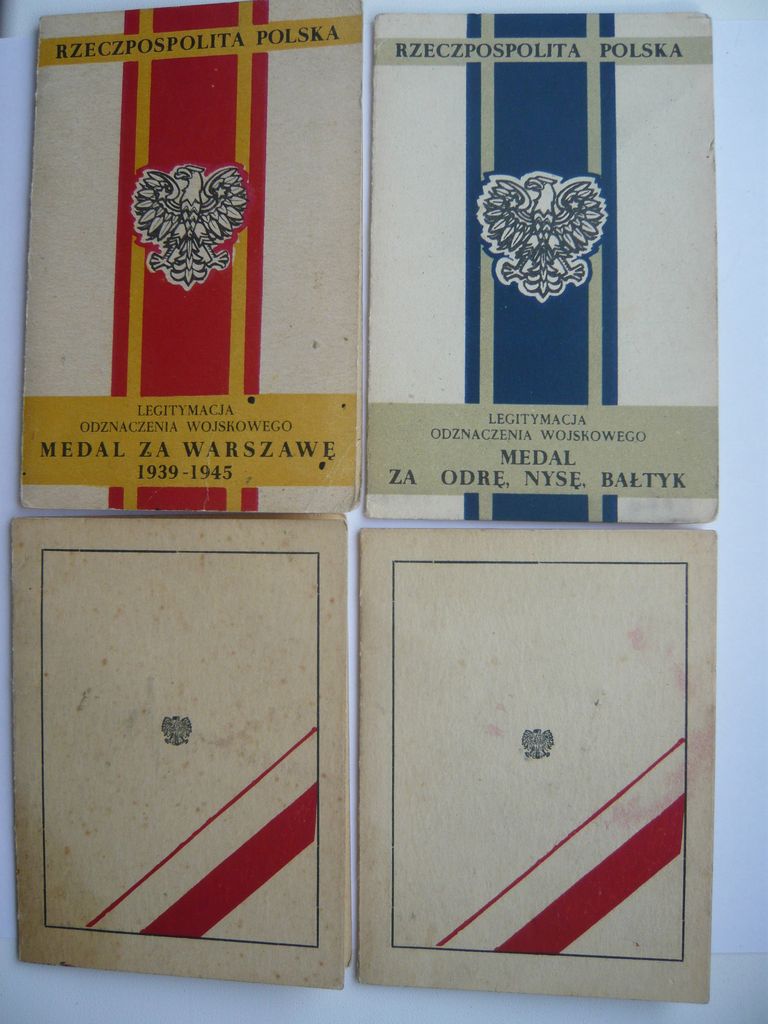 RZECZPOSPOLITA POLSKA
LEGITYMACJA
ODZNACZENIA WOJSKOWEGO
MEDAL ZA WARSZAWĘ
1939-1945
RZECZPOSPOLITA POLSKA
LEGITYMACJA
ODZNACZENIA WOJSKOWEGO
MEDAL
ZA ODRĘ, NYSĘ, BAŁTYK